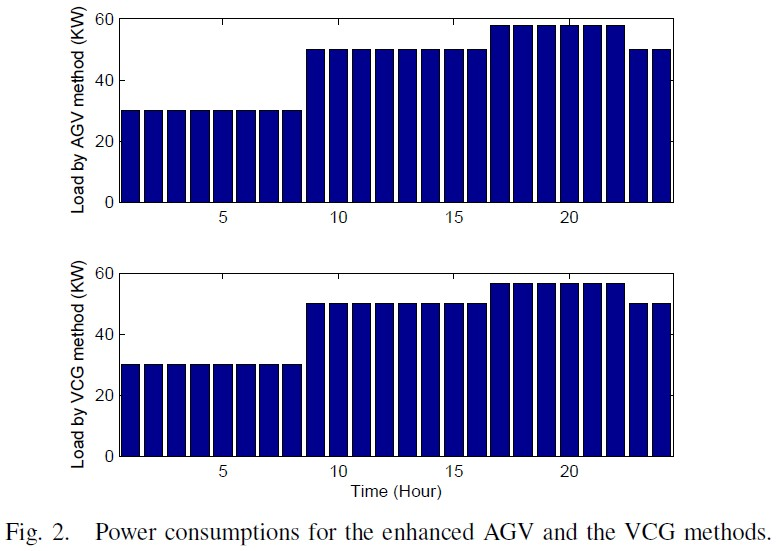 Load by AGV method (KW)
60
40
20
0
5 10 15 20
Load by VCG method (KW)
60
40
20
0
5 10 15 20
Time (Hour)
Fig. 2. Power consumptions for the enhanced AGV and the VCG methods.